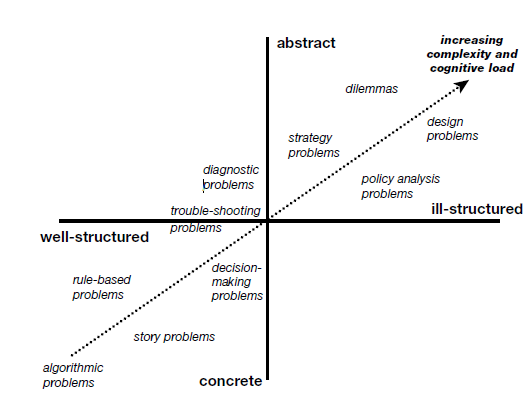 abstract
increasing
complexity and
cognitive load
dilemmas
design
problems
strategy
problems
diagnostic
problems
policy analysis
problems
trouble-shooting
problems
ill-structured
well-structured
decision-
making
problems
rule-based
problems
story problems
algorithmic
problems
concrete